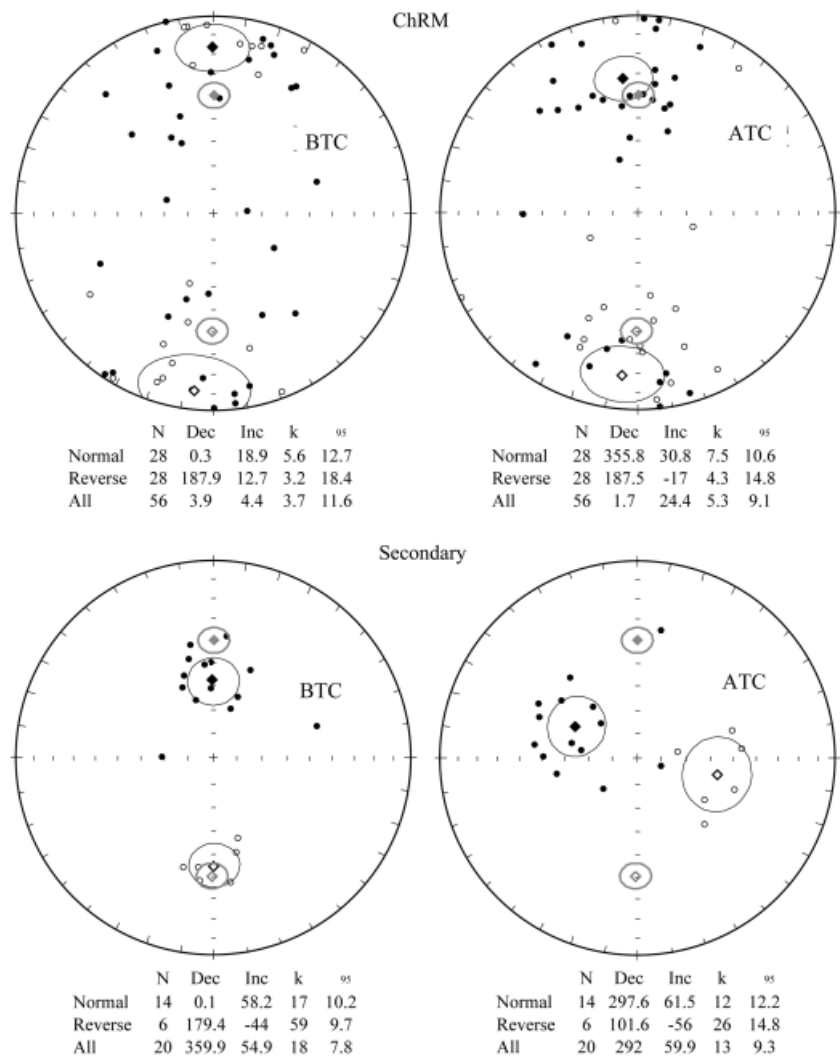 ChRM
BTC
ATC
N Dec Inc k 95
Normal 28 0.3 18.9 5.6 12.7
Reverse 28 187.9 12.7 3.2 18.4
All 56 3.9 4.4 3.7 11.6
N Dec Inc k 95
Normal 28 355.8 30.8 7.5 10.6
Reverse 28 187.5 -17 4.3 14.8
All 56 1.7 24.4 5.3 9.1
Secondary
BTC
ATC
N Dec Inc k 95
Normal 14 0.1 58.2 17 10.2
Reverse 6 179.4 -44 59 9.7
All 20 359.9 54.9 18 7.8
N Dec Inc k 95
Normal 14 297.6 61.5 12 12.2
Reverse 6 101.6 -56 26 14.8
All 20 292 59.9 13 9.3